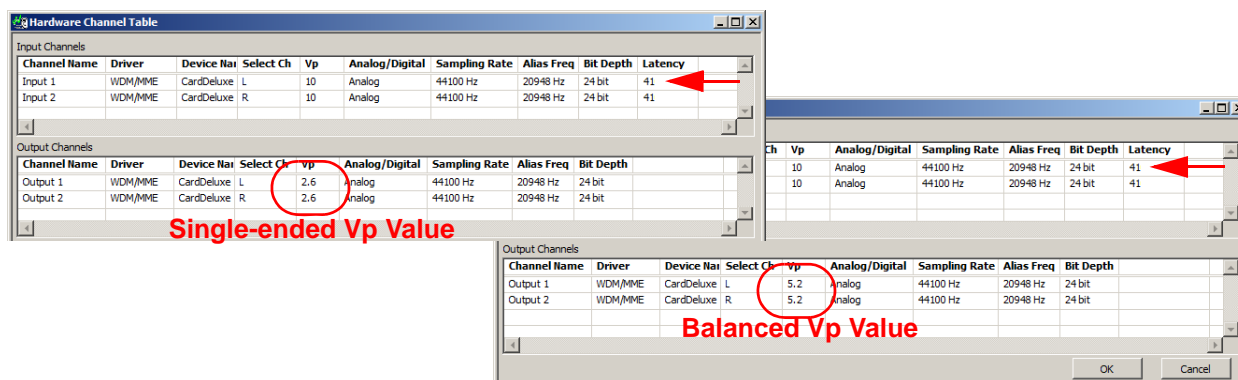 Hardware Channel Table
Input Channels
Channel Name Driver Device Nai Select Ch Vp Analog/Digital Sampling Rate Alias Freq Bit Depth Latency
Input 1 WDM/MME CardDeluxe L 10 Analog 44100 Hz 20948 Hz 24 bit 41
Input 2 WDM/MME CardDeluxe R 10 Analog 44100 Hz 20948 Hz 24 bit 41
Output Channels
Channel Name Driver Device Nai Select Ch Vp Analog/Digital Sampling Rate Alias Freq Bit Depth
Output 1 WDM/MME CardDeluxe L 2.6 Analog 44100 Hz 20948 Hz 24 bit
Output 2 WDM/MME CardDeluxe R 2.6 Analog 44100 Hz 20948 Hz 24 bit
Single-ended Vp Value
Ch Vp Analog/Digital Sampling Rate Alias Freq Bit Depth Latency
10 Analog 44100 Hz 20948 Hz 24 bit 41
10 Analog 44100 Hz 20948 Hz 24 bit 41
Output Channels
Channel Name Driver Device Nai Select Ch Vp Analog/Digital Sampling Rate Alias Freq Bit Depth
Output 1 WDM/MME CardDeluxe L 5.2 Analog 44100 Hz 20948 Hz 24 bit
Output 2 WDM/MME CardDeluxe R 5.2 Analog 44100 Hz 20948 Hz 24 bit
Balanced Vp Value
OK Cancel